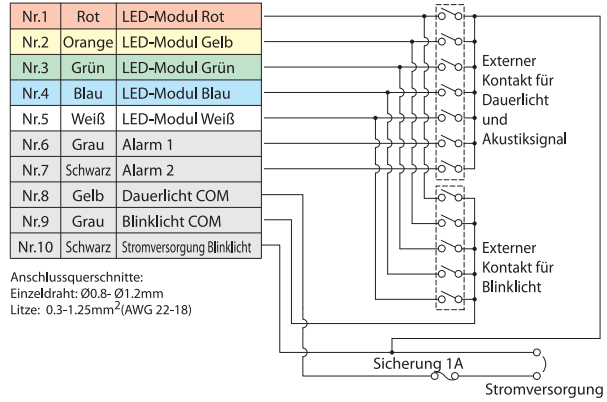 Nr.1 Rot LED-Modul Rot
Nr.2 Orange LED-Modul Gelb
Nr.3 Grün LED-Modul Grün
Nr.4 Blau LED-Modul Blau
Nr.5 Weiß LED-Modul Weiß
Nr.6 Grau Alarm 1
Nr.7 Schwarz Alarm 2
Nr.8 Gelb Dauerlicht COM
Nr.9 Grau Blinklicht COM
Nr.10 Schwarz Stromversorgung Blinklicht
Externer
Kontakt für
Dauerlicht
und
Akustiksignal
Externer
Kontakt für
Blinklicht
Anschlussquerschnitte:
Einzeldraht: Ø0.8- Ø1.2mm
Litze: 0.3-1.25mm²(AWG 22-18)
Sicherung 1A
Stromversorgung